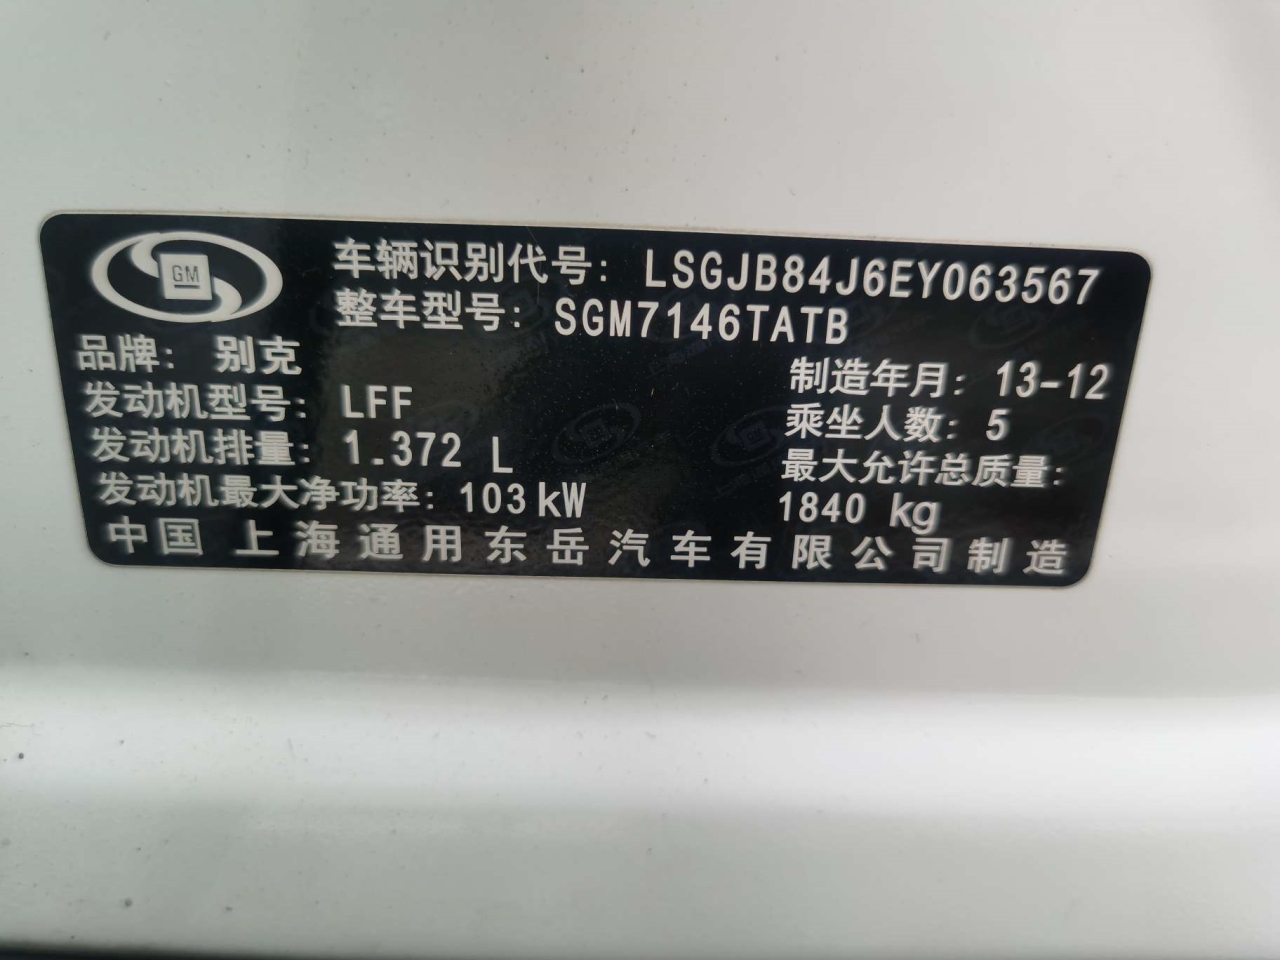 GM
车辆识别代号: LSGJB84J6EY063567
整车型号: SGM7146TATB
品牌: 别克
制造年月: 13-12
发动机型号: LFF
乘坐人数: 5
发动机排量: 1.372 L
最大允许总质量:
1840 kg
发动机最大净功率: 103kW
中国上海通用东岳汽车有限公司制造